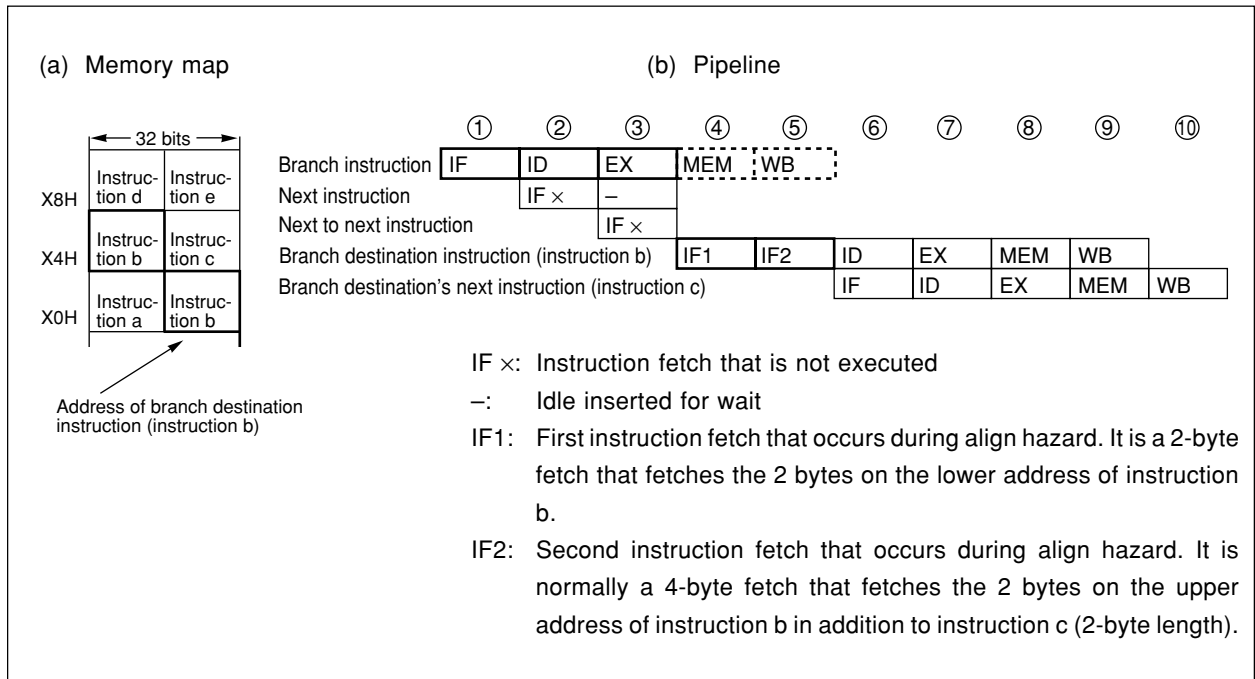 (a) Memory map
(b) Pipeline
32 bits
Instruc-
tion d
Instruc-
tion e
X8H
Instruc-
tion b
Instruc-
tion c
X4H
Instruc-
tion a
Instruc-
tion b
X0H
Address of branch destination
instruction (instruction b)
① ② ③ ④ ⑤ ⑥ ⑦ ⑧ ⑨ ⑩
Branch instruction IF ID EX MEM WB
Next instruction IF × –
Next to next instruction IF ×
Branch destination instruction (instruction b) IF1 IF2 ID EX MEM WB
Branch destination's next instruction (instruction c) IF ID EX MEM WB
IF ×: Instruction fetch that is not executed
–: Idle inserted for wait
IF1: First instruction fetch that occurs during align hazard. It is a 2-byte
fetch that fetches the 2 bytes on the lower address of instruction
b.
IF2: Second instruction fetch that occurs during align hazard. It is
normally a 4-byte fetch that fetches the 2 bytes on the upper
address of instruction b in addition to instruction c (2-byte length).